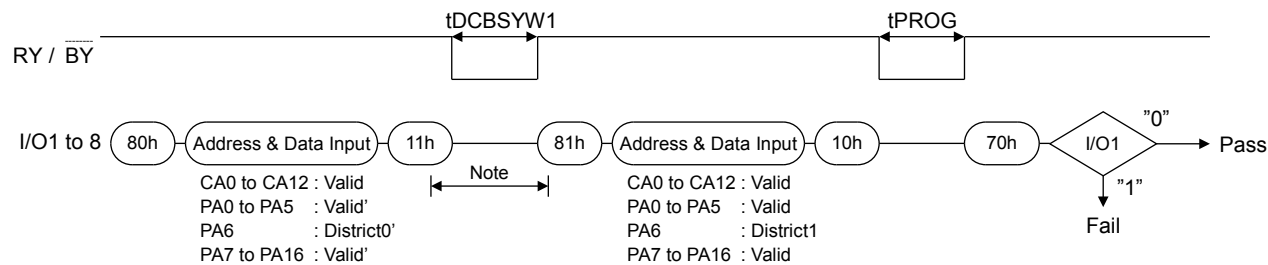 tDCBSYW1
tPROG
RY / BY
I/O1 to 8
80h
Address & Data Input
11h
81h
Address & Data Input
10h
70h
I/O1
"0"
Pass
"1"
Fail
Note
CA0 to CA12 : Valid
PA0 to PA5 : Valid'
PA6 : District0'
PA7 to PA16 : Valid'
CA0 to CA12 : Valid
PA0 to PA5 : Valid
PA6 : District1
PA7 to PA16 : Valid